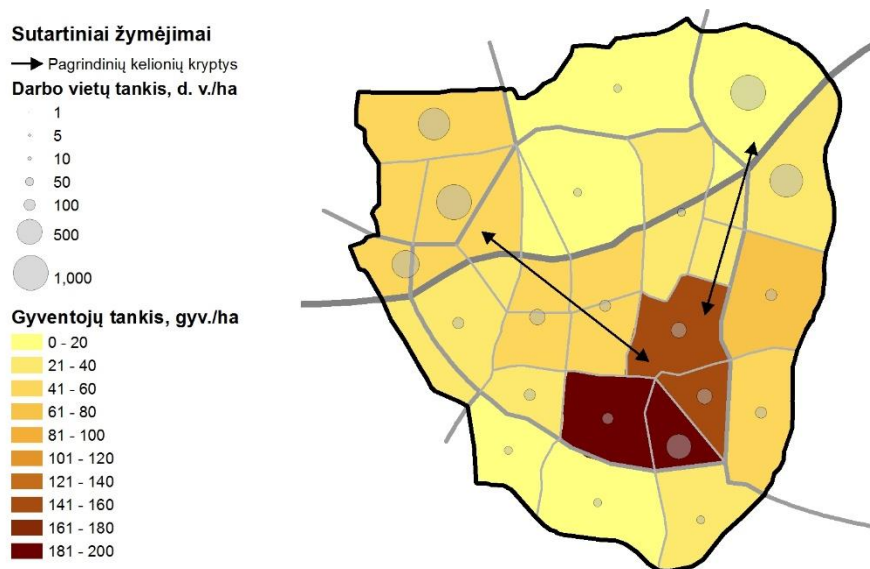 Sutartiniai žymėjimai
Pagrindinių kelionių kryptys
Darbo vietų tankis, d. v./ha
1
5
10
50
100
500
1,000
Gyventojų tankis, gyv./ha
0 - 20
21 - 40
41 - 60
61 - 80
81 - 100
101 - 120
121 - 140
141 - 160
161 - 180
181 - 200